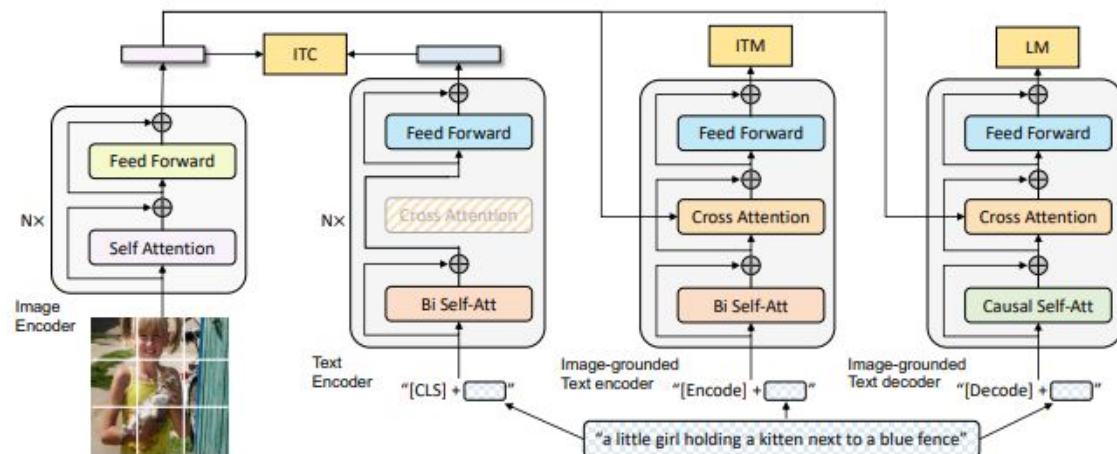 ITC
ITM
LM
Feed Forward
Self Attention
N×
Image
Encoder
Feed Forward
Cross Attention
Bi Self-Att
N×
Text
Encoder
"[CLS] + "
Feed Forward
Cross Attention
Bi Self-Att
Image-grounded
Text encoder
"[Encode] + "
Feed Forward
Cross Attention
Causal Self-Att
Image-grounded
Text decoder
"[Decode] + "
"a little girl holding a kitten next to a blue fence"